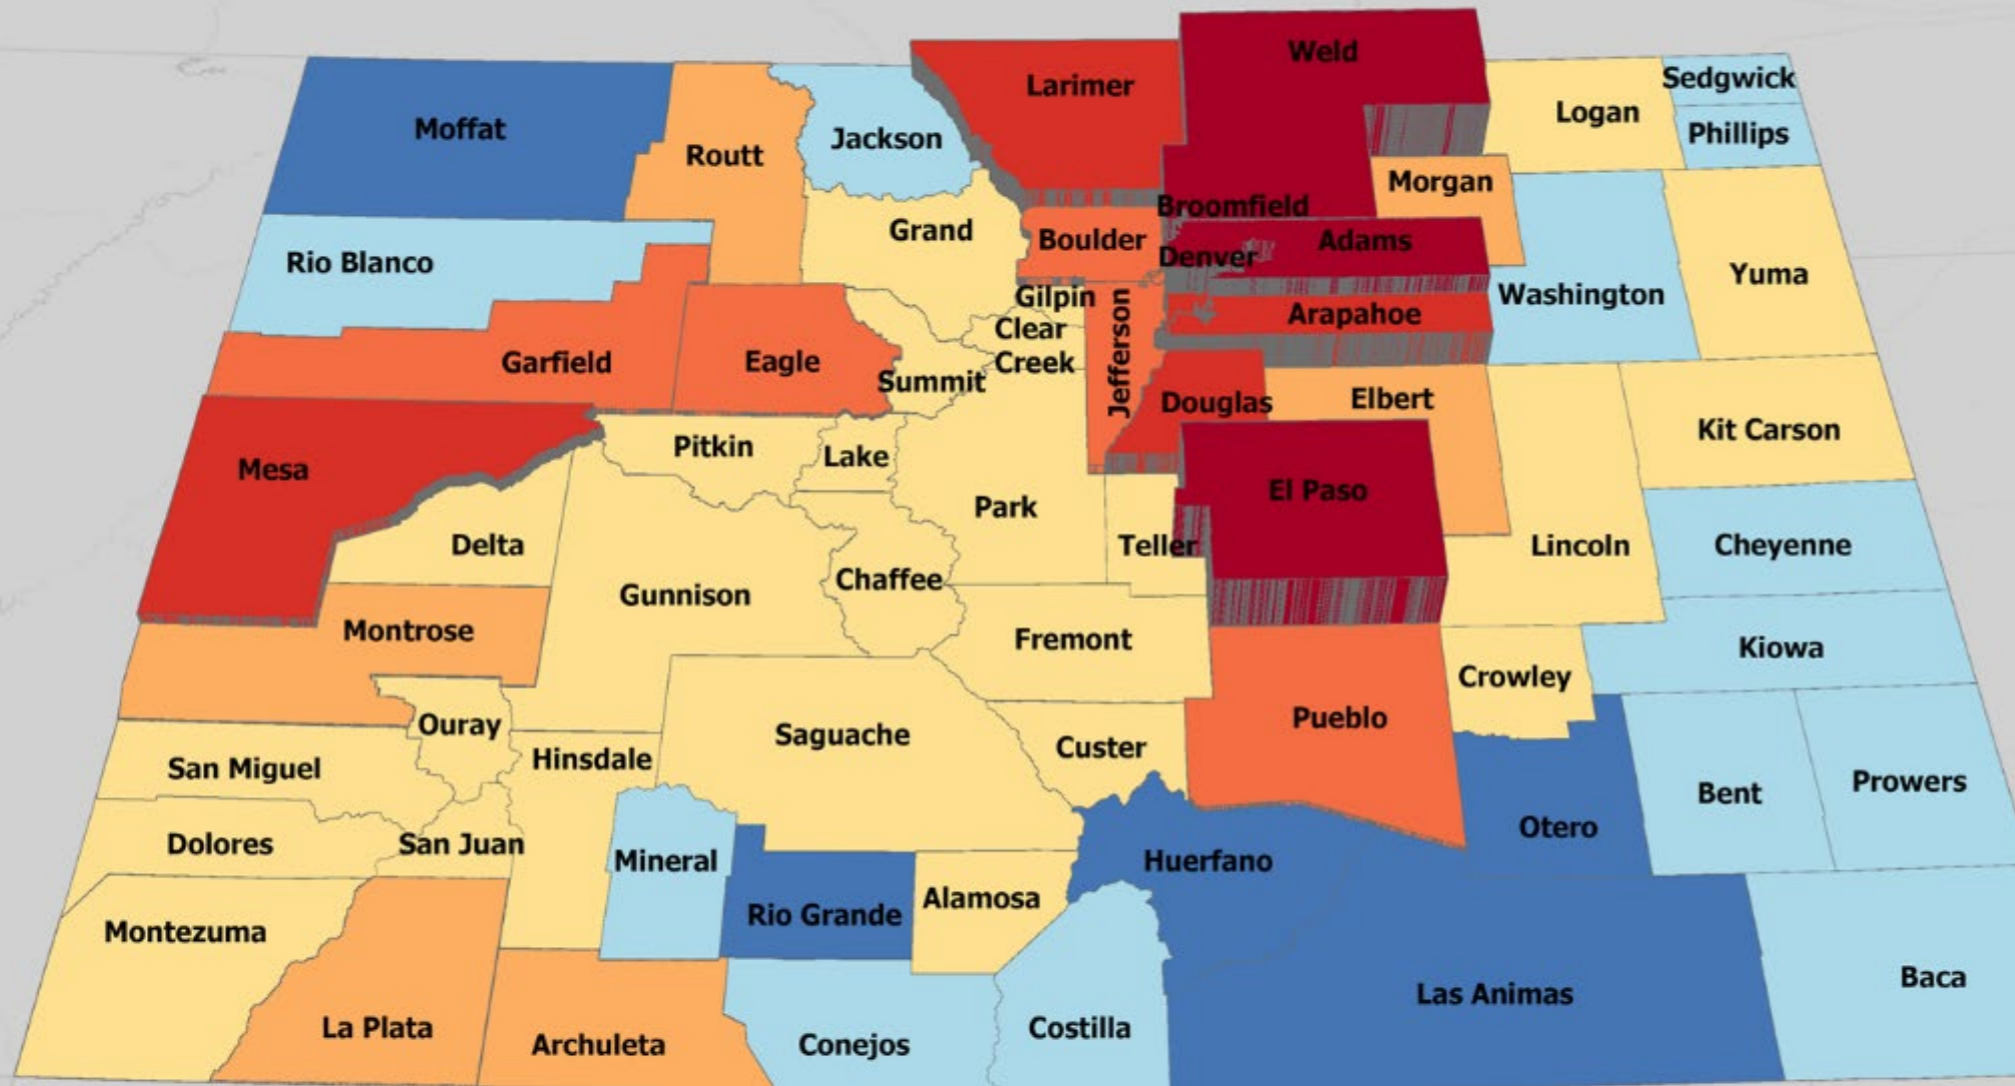 Weld
Larimer
Sedgwick
Logan
Moffat
Phillips
Jackson
Routt
Morgan
Broomfield
Grand
Boulder
Adams
Denver
Rio Blanco
Yuma
Washington
Gilpin
Arapahoe
Clear
Creek
Jefferson
Garfield
Eagle
Summit
Elbert
Douglas
Kit Carson
Pitkin
Lake
Mesa
El Paso
Park
Delta
Teller
Lincoln
Cheyenne
Chaffee
Gunnison
Montrose
Fremont
Kiowa
Crowley
Pueblo
Ouray
Saguache
Custer
Hinsdale
San Miguel
Prowers
Bent
Otero
Dolores
San Juan
Mineral
Huerfano
Alamosa
Rio Grande
Montezuma
Baca
Las Animas
La Plata
Costilla
Archuleta
Conejos